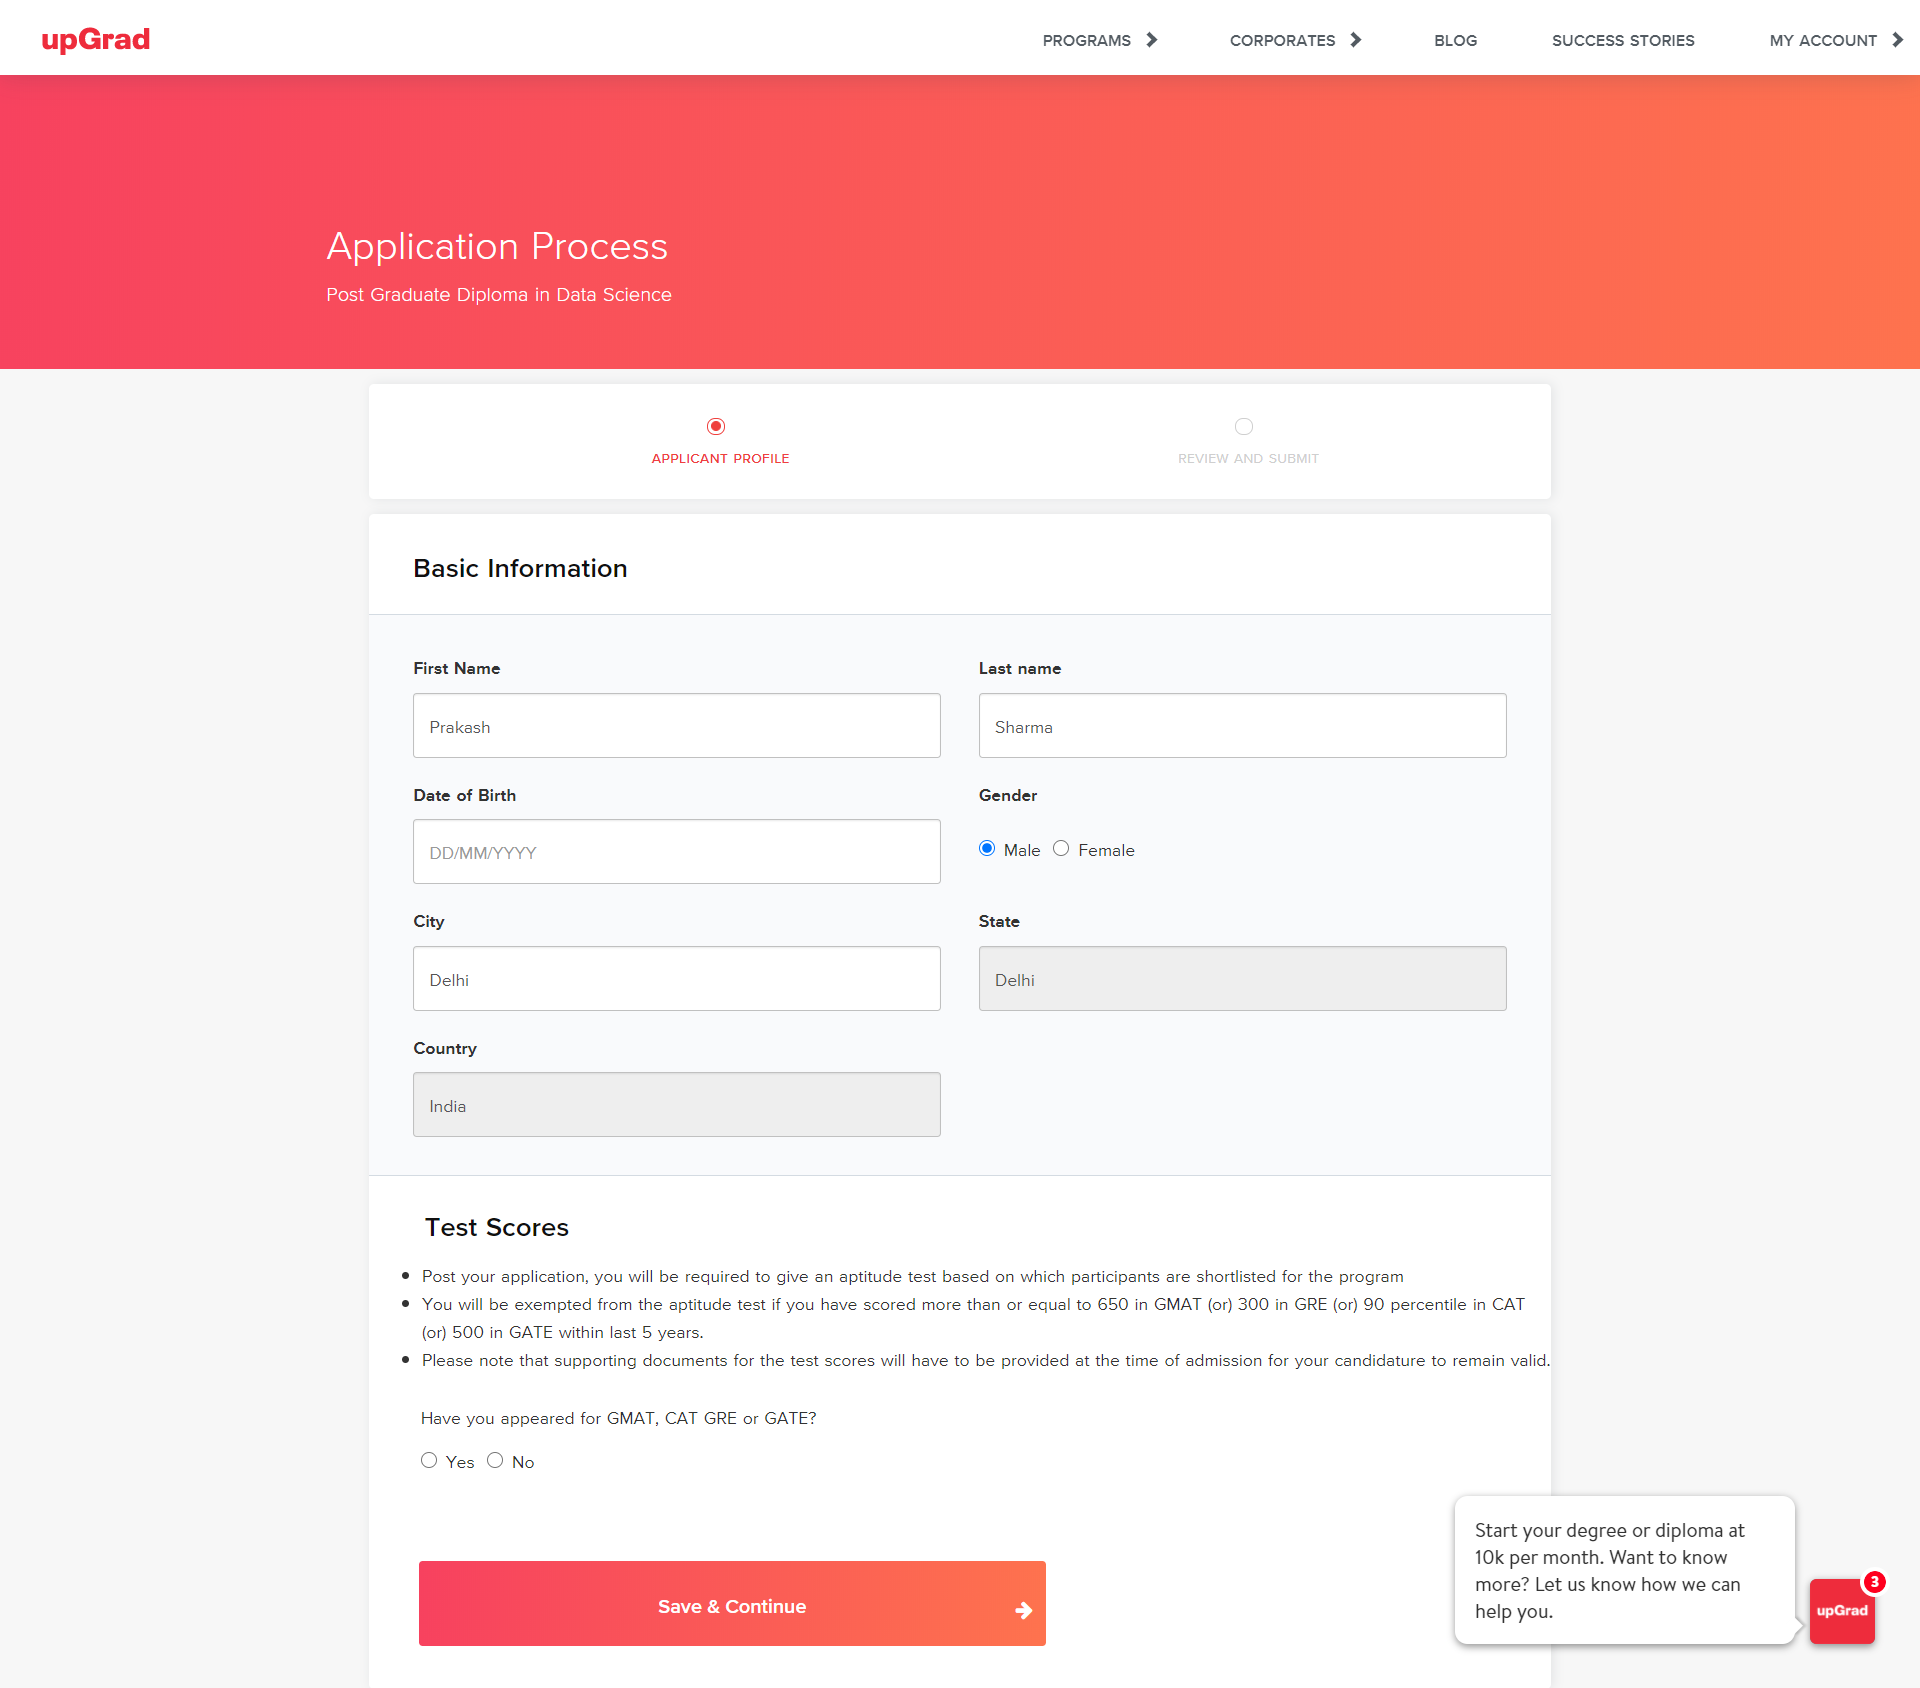 upGrad
PROGRAMS
CORPORATES
BLOG
SUCCESS STORIES
MY ACCOUNT
Application Process
Post Graduate Diploma in Data Science
APPLICANT PROFILE
REVIEW AND SUBMIT
Basic Information
First Name
Last name
Prakash
Sharma
Date of Birth
Gender
DD/MM/YYYY
Male
Female
City
State
Delhi
Delhi
Country
India
Test Scores
Post your application, you will be required to give an aptitude test based on which participants are shortlisted for the program
You will be exempted from the aptitude test if you have scored more than or equal to 650 in GMAT (or) 300 in GRE (or) 90 percentile in CAT
(or) 500 in GATE within last 5 years.
Please note that supporting documents for the test scores will have to be provided at the time of admission for your candidature to remain valid.
Have you appeared for GMAT, CAT GRE or GATE?
Yes
No
Save & Continue
Start your degree or diploma at
10k per month. Want to know
more? Let us know how we can
help you.
3
upGrad